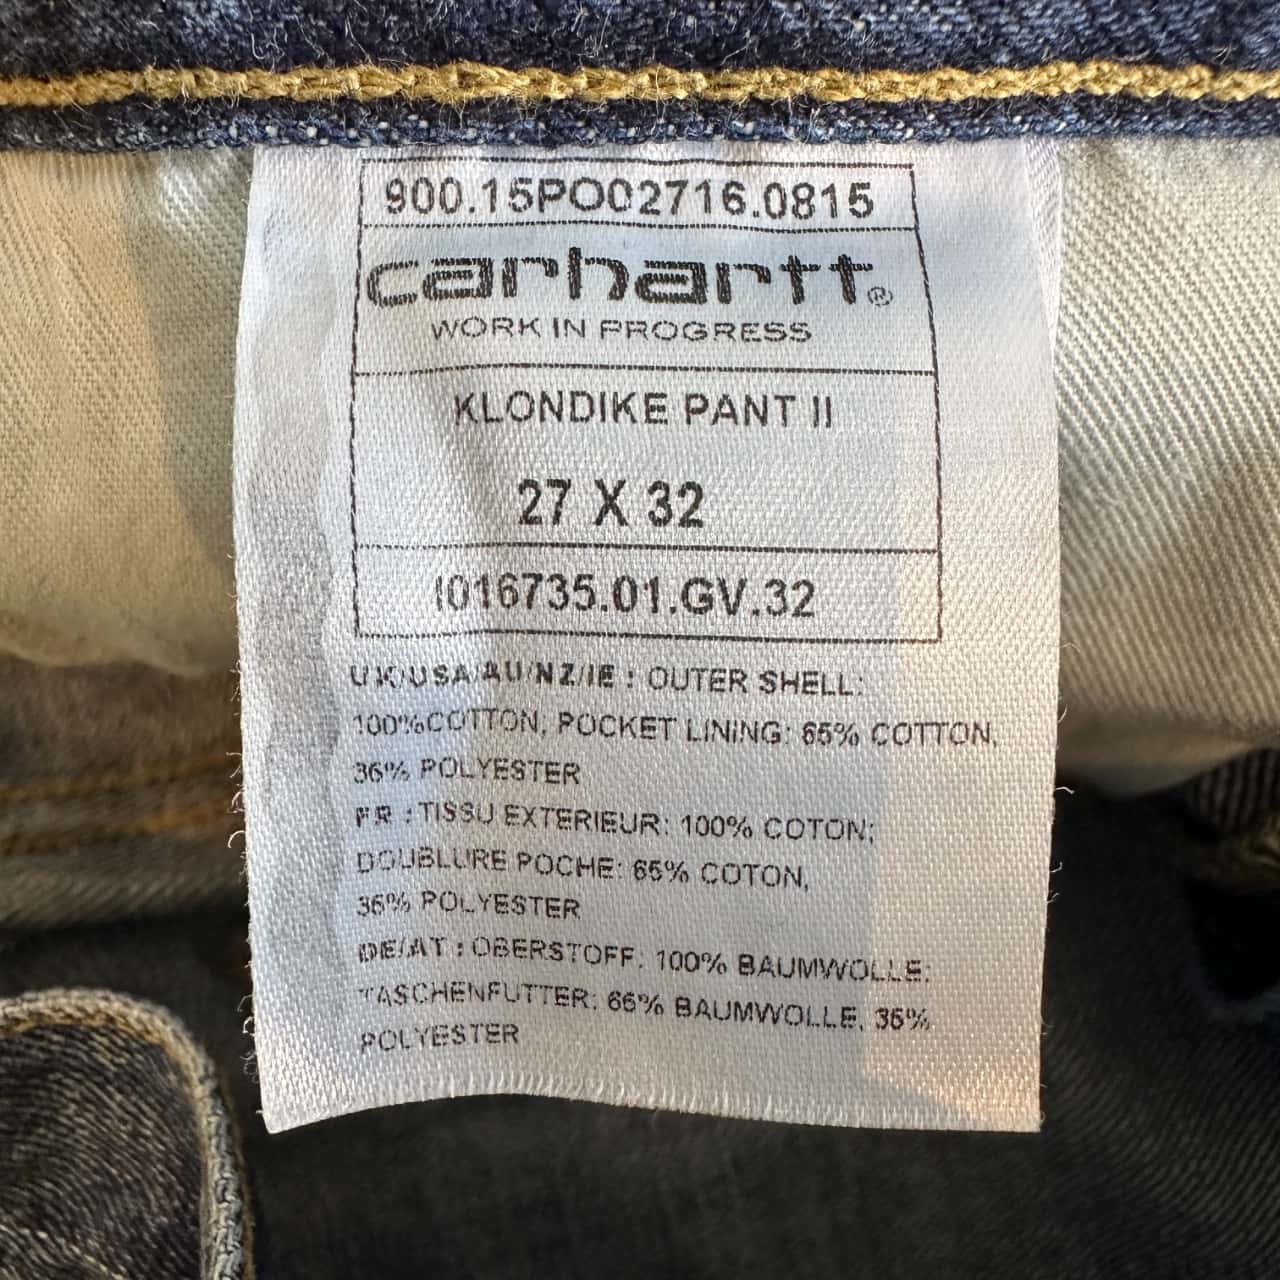 900.15PO02716.0815
carhartt®
WORK IN PROGRESS
KLONDIKE PANT II
27 X 32
I016735.01.GV.32
UK/USA/AU/NZ/IE : OUTER SHELL:
100%COTTON, POCKET LINING: 65% COTTON,
35% POLYESTER
FR : TISSU EXTERIEUR: 100% COTON;
DOUBLURE POCHE: 65% COTON,
35% POLYESTER
DE/AT : OBERSTOFF: 100% BAUMWOLLE;
TASCHENFUTTER: 65% BAUMWOLLE, 35%
POLYESTER